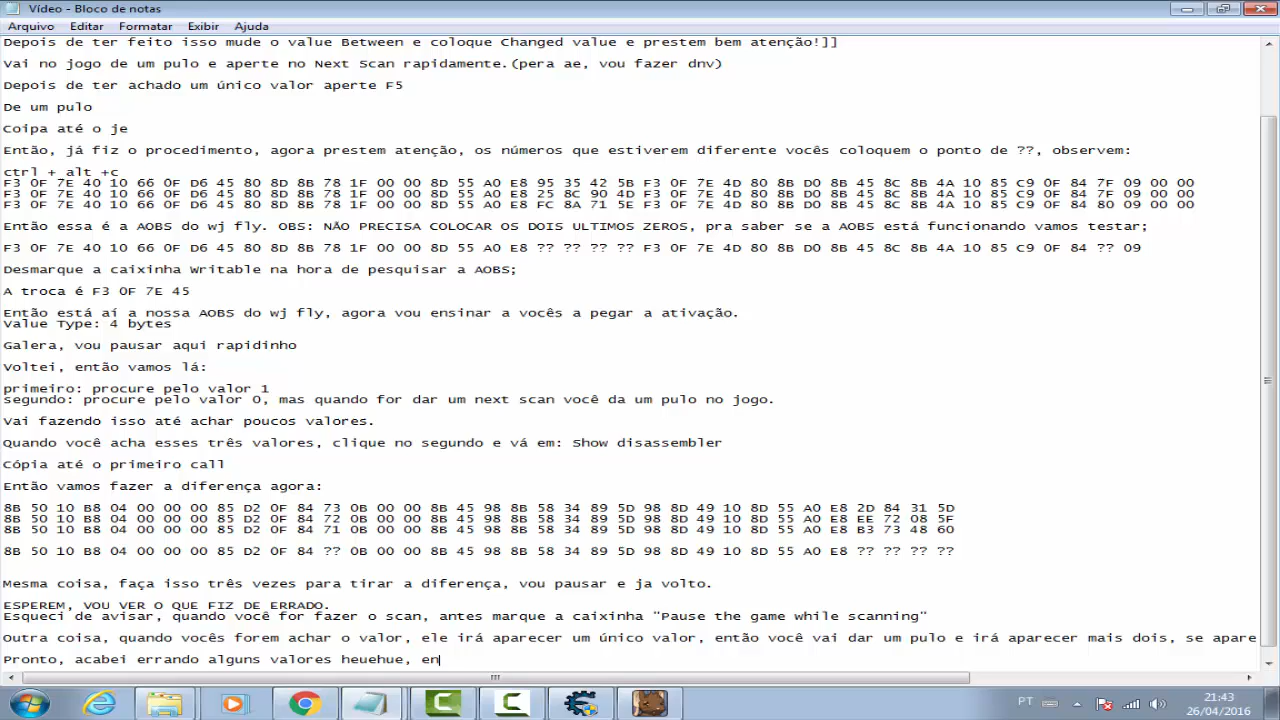 Vídeo - Bloco de notas
Arquivo Editar Formatar Exibir Ajuda
Depois de ter feito isso mude o value Between e coloque Changed value e prestem bem atenção!]]
Vai no jogo de um pulo e aperte no Next Scan rapidamente.(pera ae, vou fazer dnv)
Depois de ter achado um único valor aperte F5
De um pulo
Coipa até o je
Então, já fiz o procedimento, agora prestem atenção, os números que estiverem diferente vocês coloquem o ponto de ??, observem:
ctrl + alt +c
F3 0F 7E 40 10 66 0F D6 45 80 8D 8B 78 1F 00 00 8D 55 A0 E8 95 35 42 5B F3 0F 7E 4D 80 8B D0 8B 45 8C 8B 4A 10 85 C9 0F 84 7F 09 00 00
F3 0F 7E 40 10 66 0F D6 45 80 8D 8B 78 1F 00 00 8D 55 A0 E8 25 8C 90 41 F3 0F 7E 4D 80 8B D0 8B 45 8C 8B 4A 10 85 C9 0F 84 7F 09 00 00
F3 0F 7E 40 10 66 0F D6 45 80 8D 8B 78 1F 00 00 8D 55 A0 E8 FC 8A 71 5E F3 0F 7E 4D 80 8B D0 8B 45 8C 8B 4A 10 85 C9 0F 84 80 09 00 00
Então essa é a AOBS do wj fly. OBS: NÃO PRECISA COLOCAR OS DOIS ULTIMOS ZEROS, pra saber se a AOBS está funcionando vamos testar;
F3 0F 7E 40 10 66 0F D6 45 80 8D 8B 78 1F 00 00 8D 55 A0 E8 ?? ?? ?? ?? F3 0F 7E 4D 80 8B D0 8B 45 8C 8B 4A 10 85 C9 0F 84 ?? 09
Desmarque a caixinha Writable na hora de pesquisar a AOBS;
A troca é F3 0F 7E 45
Então está aí a nossa AOBS do wj fly, agora vou ensinar a vocês a pegar a ativação.
Value Type: 4 bytes
Galera, vou pausar aqui rapidinho
Voltei, então vamos lá:
primeiro: procure pelo valor 1
segundo: procure pelo valor 0, mas quando for dar um next scan você da um pulo no jogo.
Vai fazendo isso até achar poucos valores.
Quando você acha esses três valores, clique no segundo e vá em: Show disassembler
Cópia até o primeiro call
Então vamos fazer a diferença agora:
8B 50 10 B8 04 00 00 00 85 D2 0F 84 73 0B 00 00 8B 45 98 8B 58 34 89 5D 98 8D 49 10 8D 55 A0 E8 2D 84 31 5D
8B 50 10 B8 04 00 00 00 85 D2 0F 84 72 0B 00 00 8B 45 98 8B 58 34 89 5D 98 8D 49 10 8D 55 A0 E8 EE 72 08 5F
8B 50 10 B8 04 00 00 00 85 D2 0F 84 71 0B 00 00 8B 45 98 8B 58 34 89 5D 98 8D 49 10 8D 55 A0 E8 B3 73 48 60
8B 50 10 B8 04 00 00 00 85 D2 0F 84 ?? 0B 00 00 8B 45 98 8B 58 34 89 5D 98 8D 49 10 8D 55 A0 E8 ?? ?? ?? ??
Mesma coisa, faça isso três vezes para tirar a diferença, vou pausar e ja volto.
ESPEREM, VOU VER O QUE FIZ DE ERRADO.
Esqueci de avisar, quando você for fazer o scan, antes marque a caixinha "Pause the game while scanning"
Outra coisa, quando vocês forem achar o valor, ele irá aparecer um único valor, então você vai dar um pulo e irá aparecer mais dois, se apare
Pronto, acabei errando alguns valores heuehue, en
PT
21:43
26/04/2016